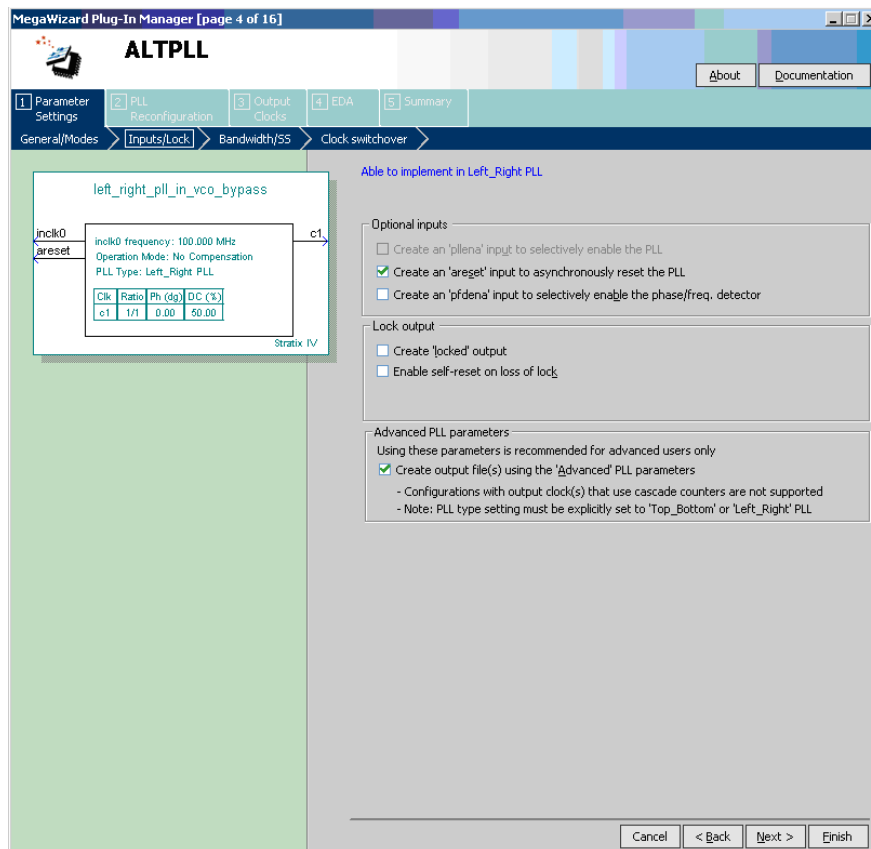 MegaWizard Plug-In Manager [page 4 of 16]
ALTPLL
About
Documentation
1 Parameter Settings
2 PLL Reconfiguration
3 Output Clocks
4 EDA
5 Summary
General/Modes
Inputs/Lock
Bandwidth/SS
Clock switchover
left_right_pll_in_vco_bypass
inclk0
areset
c1
inclk0 frequency: 100.000 MHz
Operation Mode: No Compensation
PLL Type: Left_Right PLL
Clk Ratio Ph (dg) DC (%)
c1 1/1 0.00 50.00
Stratix IV
Able to implement in Left_Right PLL
Optional inputs
Create an 'pllena' input to selectively enable the PLL
Create an 'areset' input to asynchronously reset the PLL
Create an 'pfdena' input to selectively enable the phase/freq. detector
Lock output
Create 'locked' output
Enable self-reset on loss of lock
Advanced PLL parameters
Using these parameters is recommended for advanced users only
Create output file(s) using the 'Advanced' PLL parameters
- Configurations with output clock(s) that use cascade counters are not supported
- Note: PLL type setting must be explicitly set to 'Top_Bottom' or 'Left_Right' PLL
Cancel
< Back
Next >
Finish